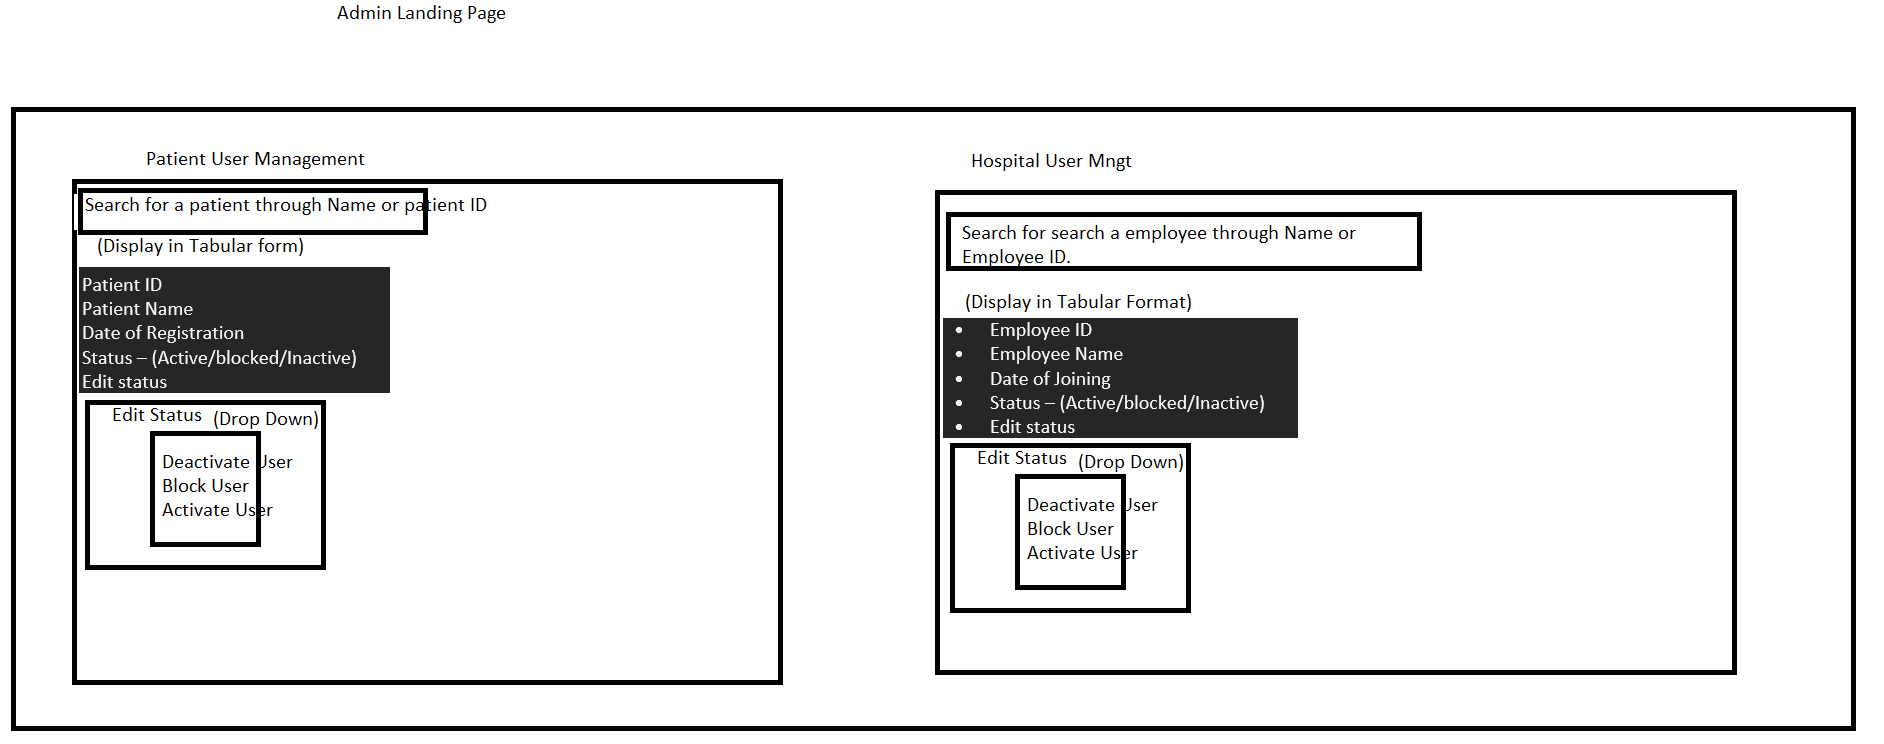 Admin Landing Page
Patient User Management
Search for a patient through Name or patient ID
(Display in Tabular form)
Patient ID
Patient Name
Date of Registration
Status – (Active/blocked/Inactive)
Edit status
Edit Status (Drop Down)
Deactivate User
Block User
Activate User
Hospital User Mngt
Search for search a employee through Name or
Employee ID.
(Display in Tabular Format)
• Employee ID
• Employee Name
• Date of Joining
• Status – (Active/blocked/Inactive)
• Edit status
Edit Status (Drop Down)
Deactivate User
Block User
Activate User